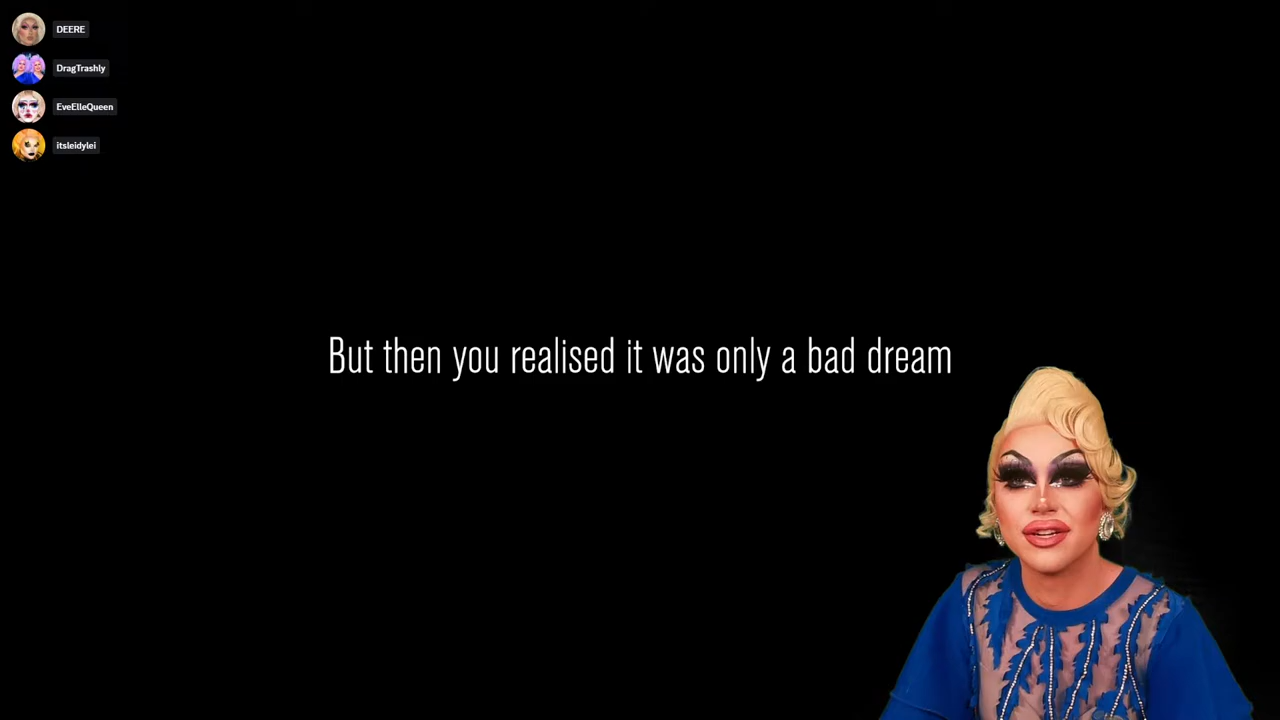 DEERE
DragTrashly
EveElleQueen
itsleidylei
But then you realised it was only a bad dream